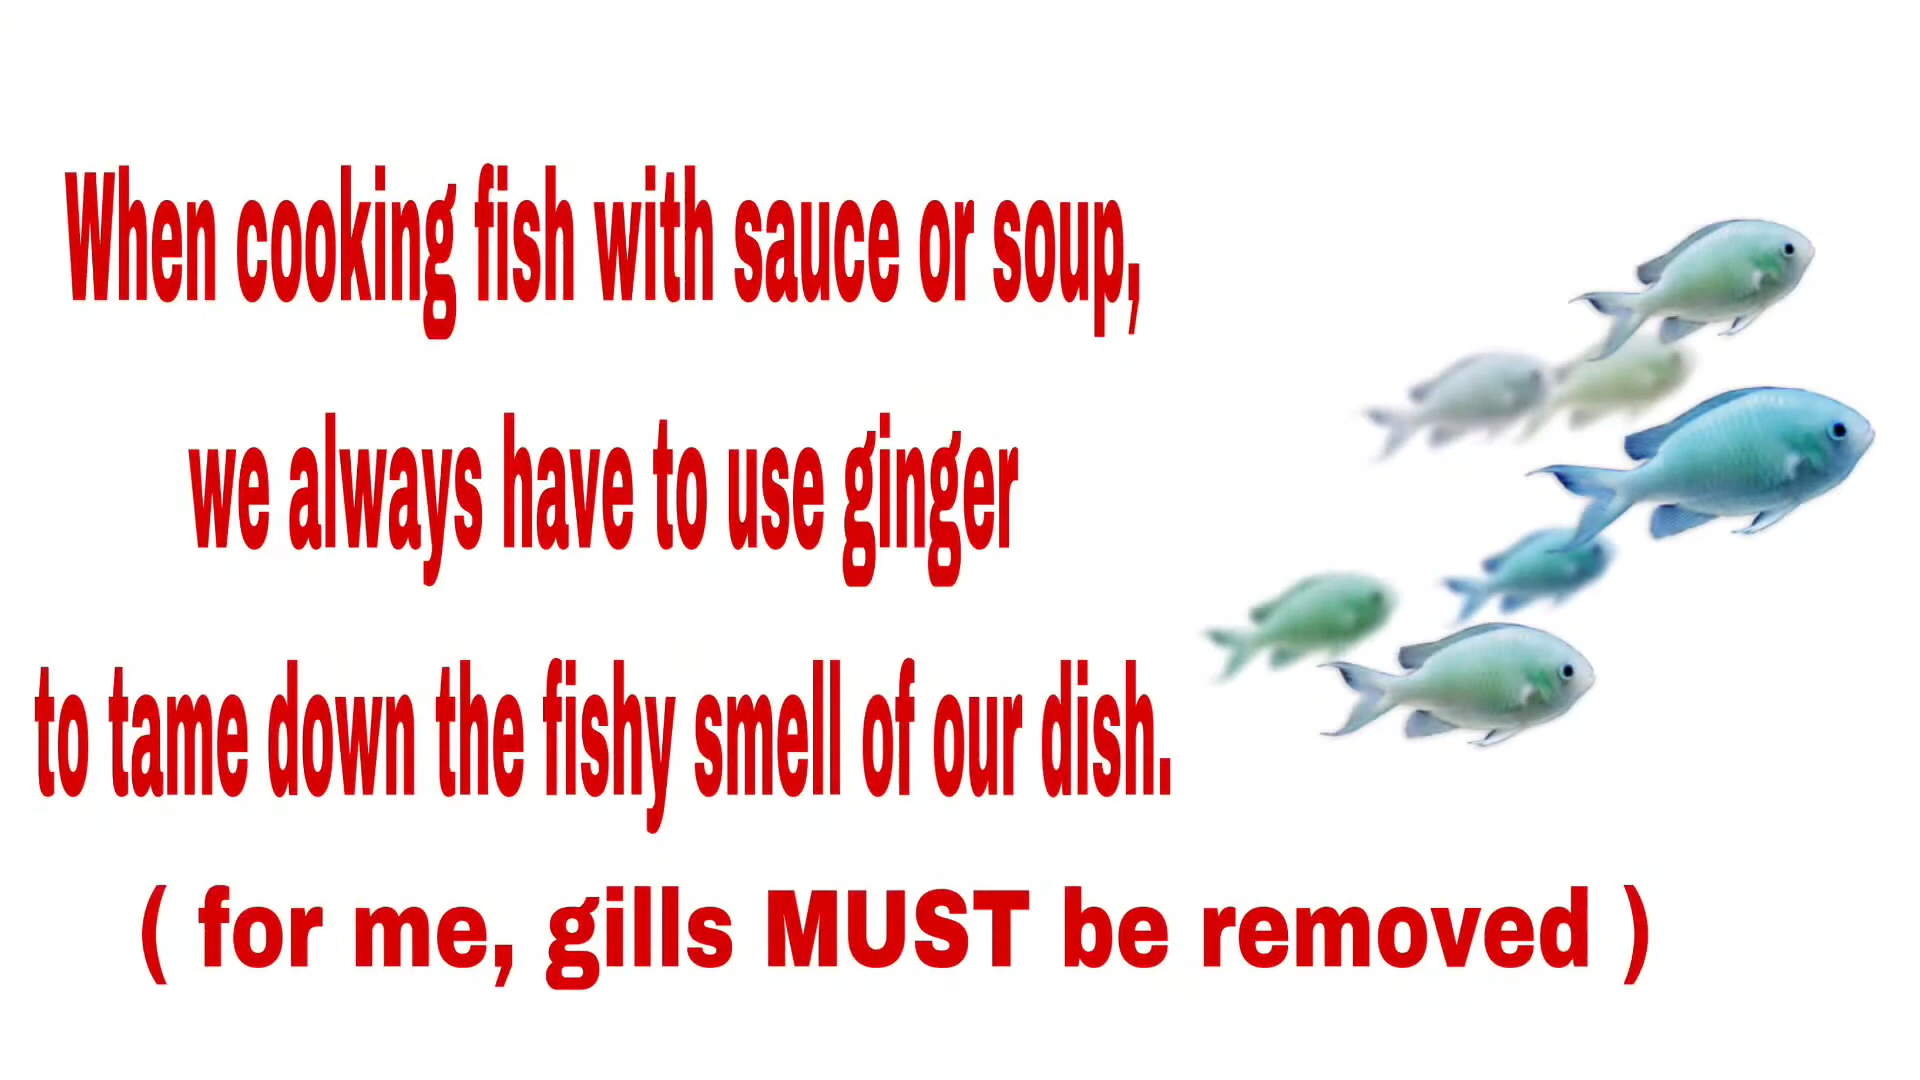 When cooking fish with sauce or soup,
we always have to use ginger
to tame down the fishy smell of our dish.
( for me, gills MUST be removed )